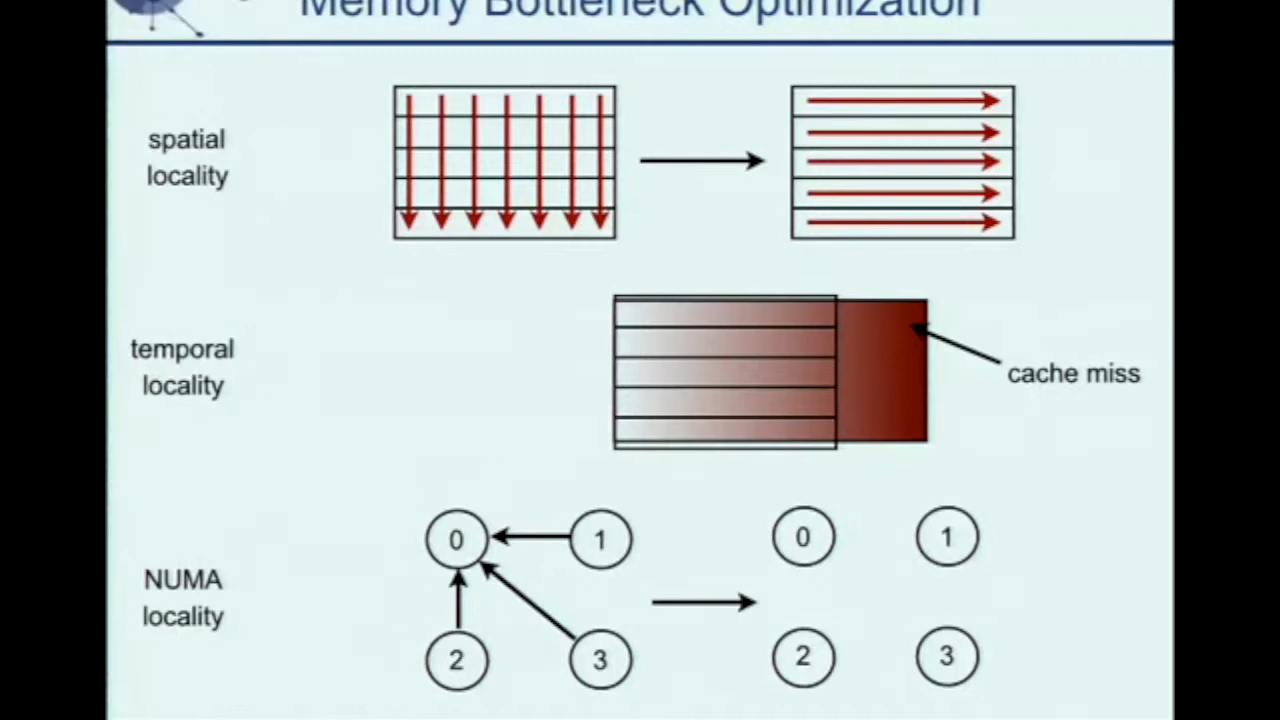 Memory Bottleneck Optimization
spatial
locality
temporal
locality
cache miss
0
1
0
1
NUMA
locality
2
3
2
3